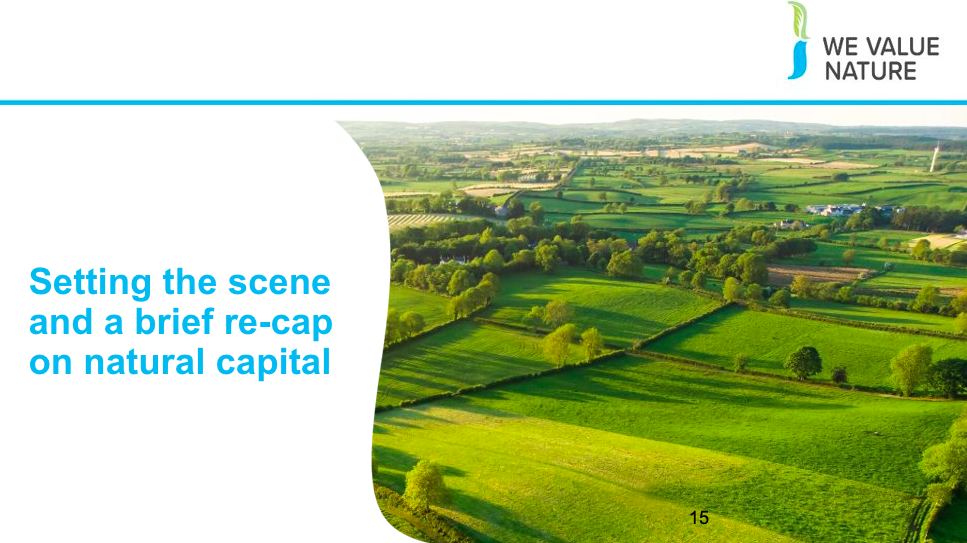 WE VALUE
NATURE
Setting the scene
and a brief re-cap
on natural capital
15